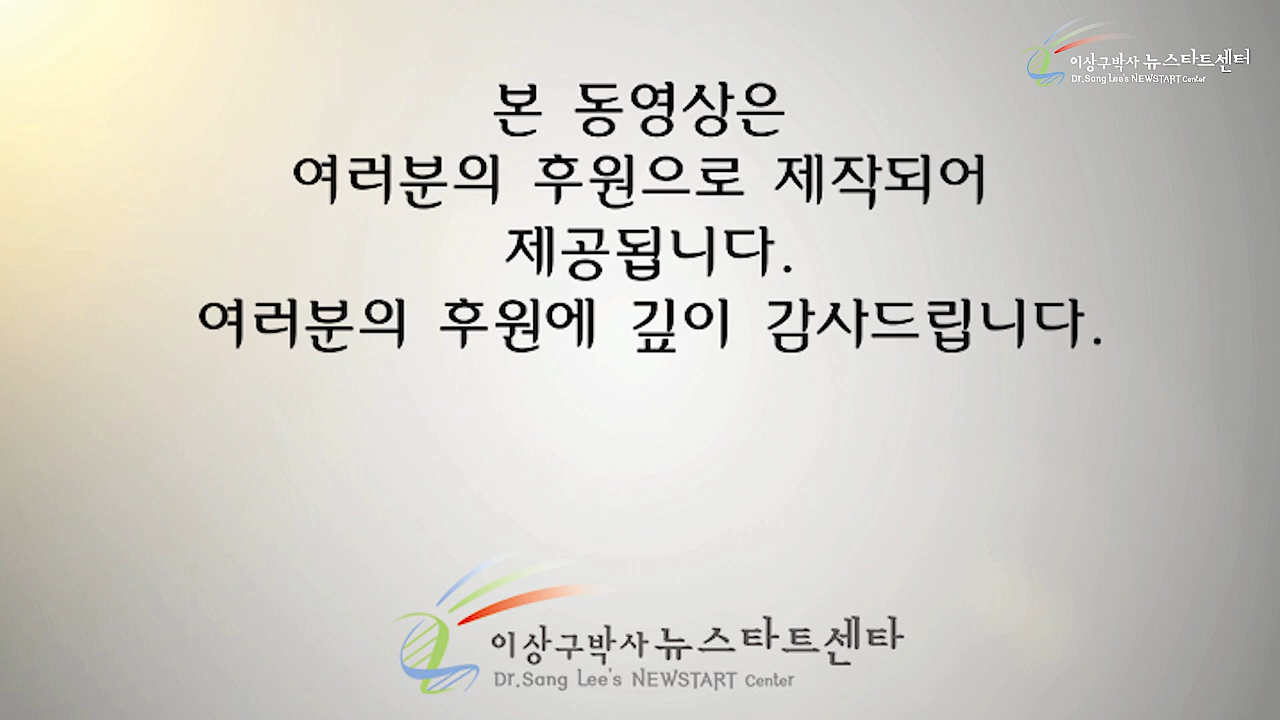 이상구박사 뉴스타트센터
Dr.Sang Lee's NEWSTART Center
본 동영상은
여러분의 후원으로 제작되어
제공됩니다.
여러분의 후원에 깊이 감사드립니다.
이상구박사 뉴스타트센타
Dr.Sang Lee's NEWSTART Center